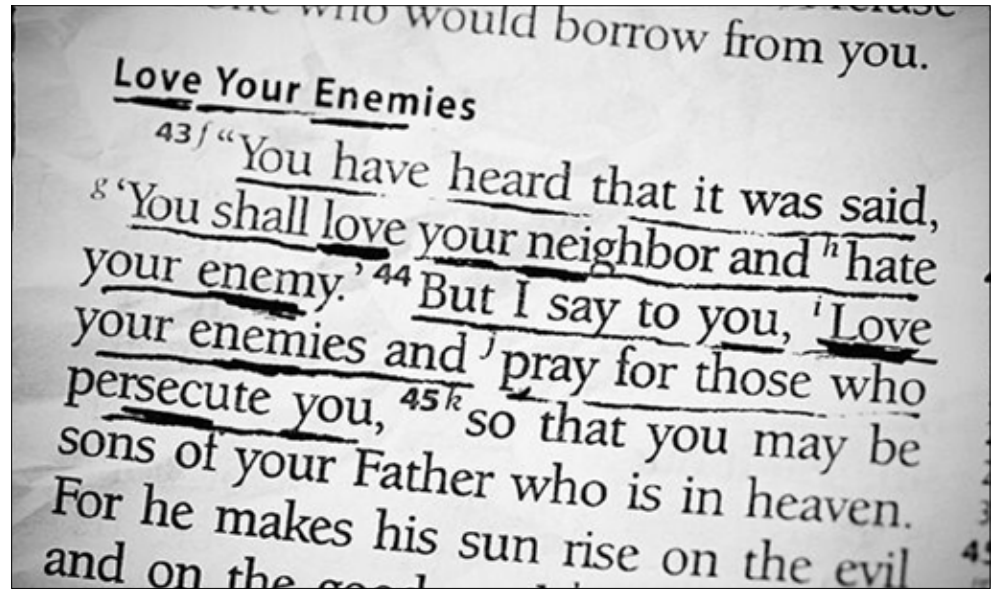 who would borrow from you.
Love Your Enemies
43 f “You have heard that it was said,
g ‘You shall love your neighbor and h hate
your enemy.’ 44 But I say to you, i Love
your enemies and j pray for those who
persecute you, 45 k so that you may be
sons of your Father who is in heaven.
For he makes his sun rise on the evil
and on the good